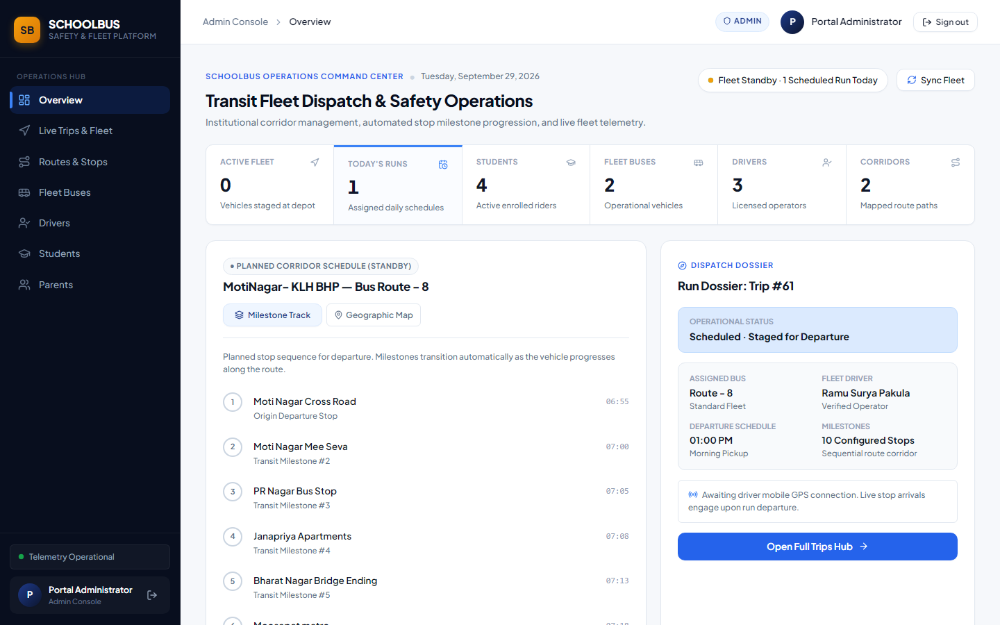 SB
SCHOOLBUS
SAFETY & FLEET PLATFORM
OPERATIONS HUB
Overview
Live Trips & Fleet
Routes & Stops
Fleet Buses
Drivers
Students
Parents
Telemetry Operational
P
Portal Administrator
Admin Console
Admin Console > Overview
ADMIN
P
Portal Administrator
Sign out
SCHOOLBUS OPERATIONS COMMAND CENTER • Tuesday, September 29, 2026
Transit Fleet Dispatch & Safety Operations
Institutional corridor management, automated stop milestone progression, and live fleet telemetry.
Fleet Standby · 1 Scheduled Run Today
Sync Fleet
ACTIVE FLEET
0
Vehicles staged at depot
TODAY'S RUNS
1
Assigned daily schedules
STUDENTS
4
Active enrolled riders
FLEET BUSES
2
Operational vehicles
DRIVERS
3
Licensed operators
CORRIDORS
2
Mapped route paths
• PLANNED CORRIDOR SCHEDULE (STANDBY)
MotiNagar- KLH BHP — Bus Route - 8
Milestone Track
Geographic Map
Planned stop sequence for departure. Milestones transition automatically as the vehicle progresses
along the route.
1 Moti Nagar Cross Road 06:55
Origin Departure Stop
2 Moti Nagar Mee Seva 07:00
Transit Milestone #2
3 PR Nagar Bus Stop 07:05
Transit Milestone #3
4 Janapriya Apartments 07:08
Transit Milestone #4
5 Bharat Nagar Bridge Ending 07:13
Transit Milestone #5
DISPATCH DOSSIER
Run Dossier: Trip #61
OPERATIONAL STATUS
Scheduled · Staged for Departure
ASSIGNED BUS
Route - 8
Standard Fleet
FLEET DRIVER
Ramu Surya Pakula
Verified Operator
DEPARTURE SCHEDULE
01:00 PM
Morning Pickup
MILESTONES
10 Configured Stops
Sequential route corridor
Awaiting driver mobile GPS connection. Live stop arrivals
engage upon run departure.
Open Full Trips Hub →